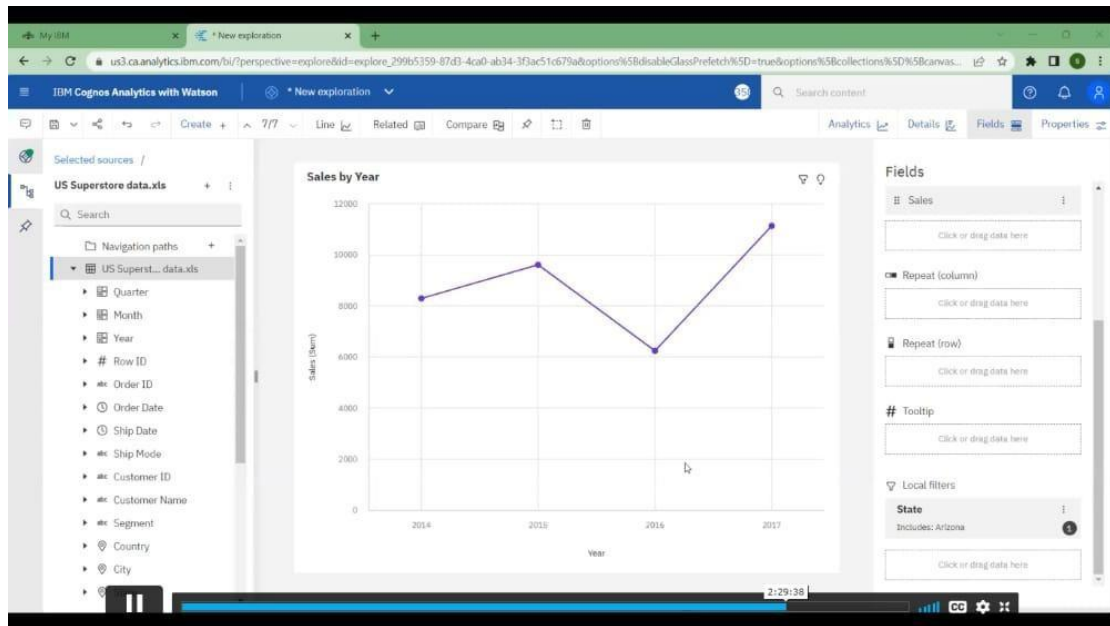 My IBM
* New exploration
us3.ca.analytics.ibm.com/bi/?perspective=explore&id=explore_299b5359-87d3-4ca0-ab34-3f3ac51c679a&options%5BdisableGlassPrefetch%5D=true&options%5Bcollections%5D%5Bcanvas...
IBM Cognos Analytics with Watson
* New exploration
Search content
Create + 7/7 Line Related Compare
Analytics Details Fields Properties
Selected sources /
US Superstore data.xls
Search
Navigation paths
US Superst... data.xls
Quarter
Month
Year
# Row ID
abc Order ID
Order Date
Ship Date
abc Ship Mode
abc Customer ID
abc Customer Name
abc Segment
Country
City
Sales by Year
12000
10000
8000
6000
4000
2000
0
Sales (Sum)
2014 2015 2016 2017
Year
Fields
Sales
Click or drag data here
Repeat (column)
Click or drag data here
Repeat (row)
Click or drag data here
# Tooltip
Click or drag data here
Local filters
State
Includes: Arizona
1
Click or drag data here
2:29:38
CC